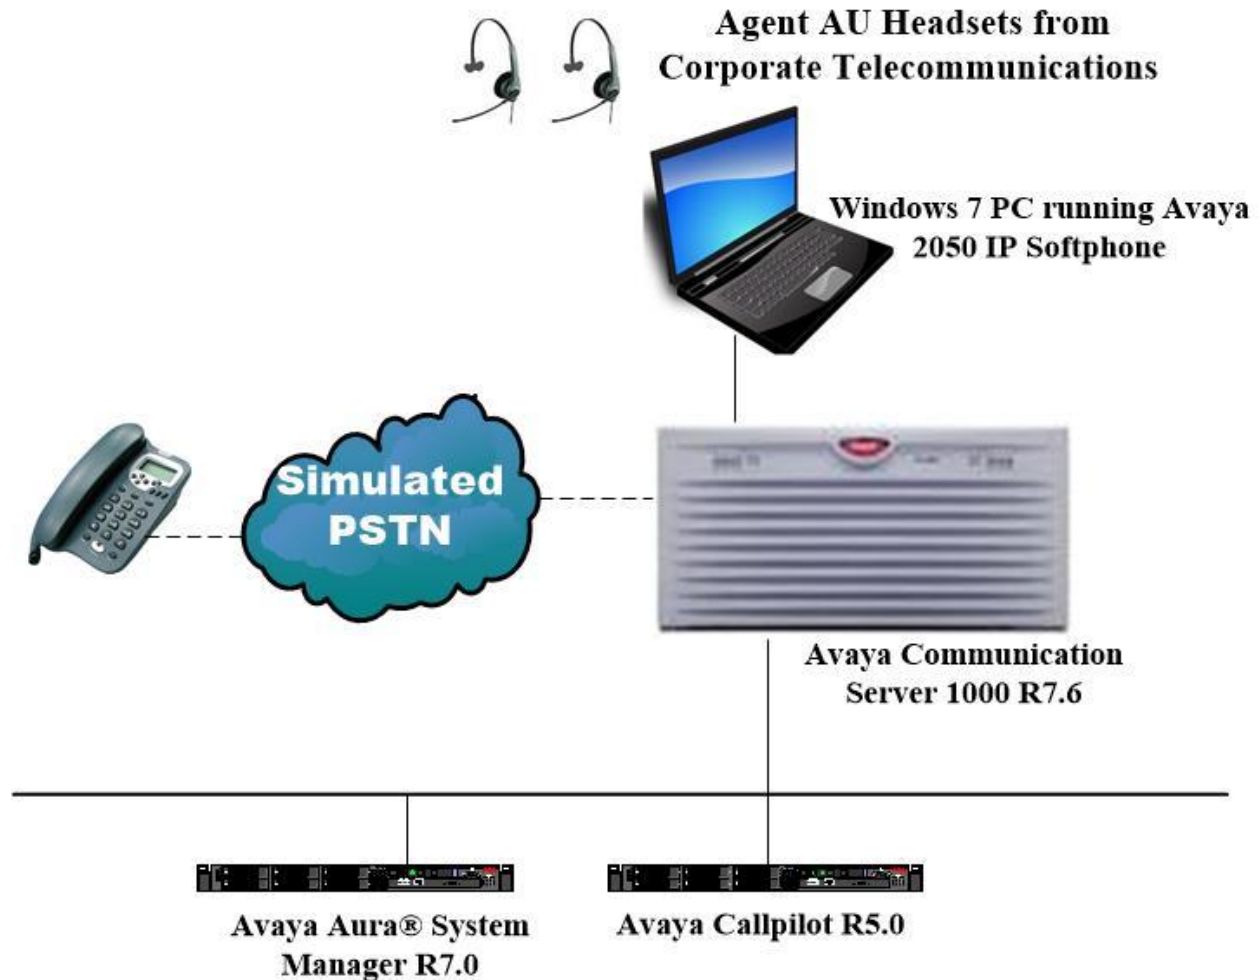 Agent AU Headsets from
Corporate Telecommunications
Windows 7 PC running Avaya
2050 IP Softphone
Simulated
PSTN
Avaya Communication
Server 1000 R7.6
Avaya Aura® System
Manager R7.0
Avaya Callpilot R5.0